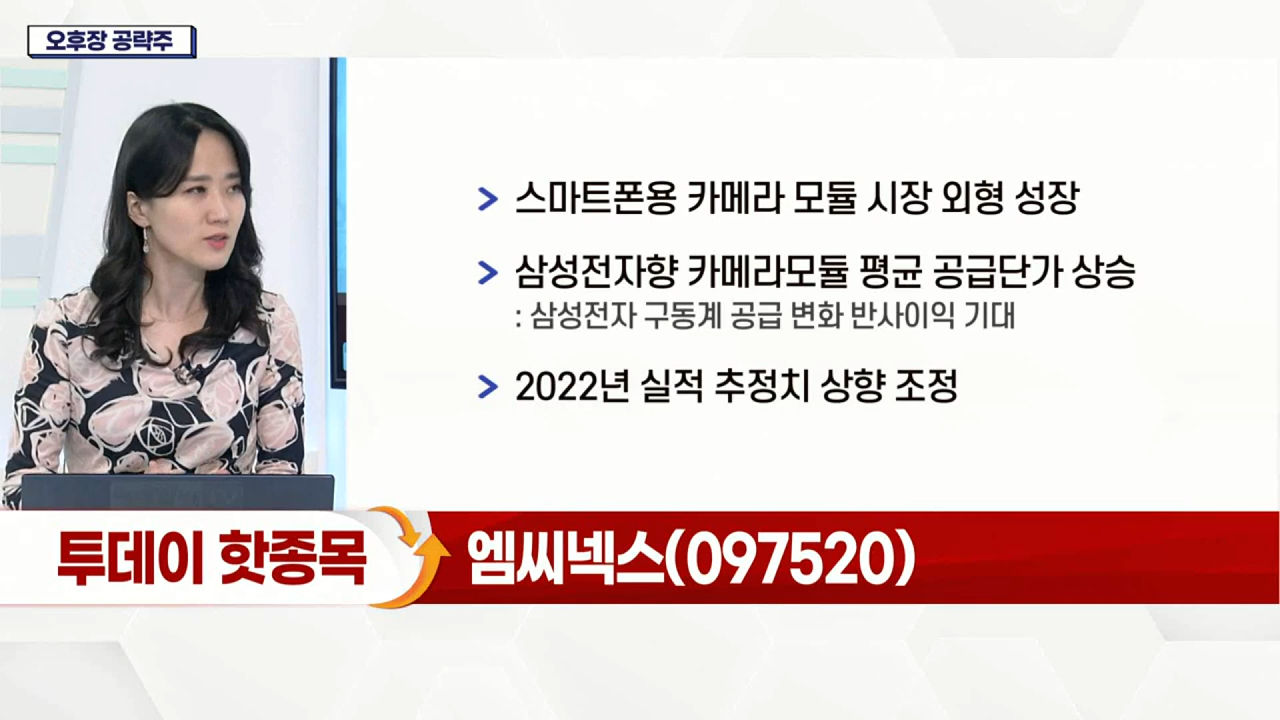 오후장 공략주
> 스마트폰용 카메라 모듈 시장 외형 성장
> 삼성전자향 카메라모듈 평균 공급단가 상승
: 삼성전자 구동계 공급 변화 반사이익 기대
> 2022년 실적 추정치 상향 조정
투데이 핫종목
엠씨넥스(097520)